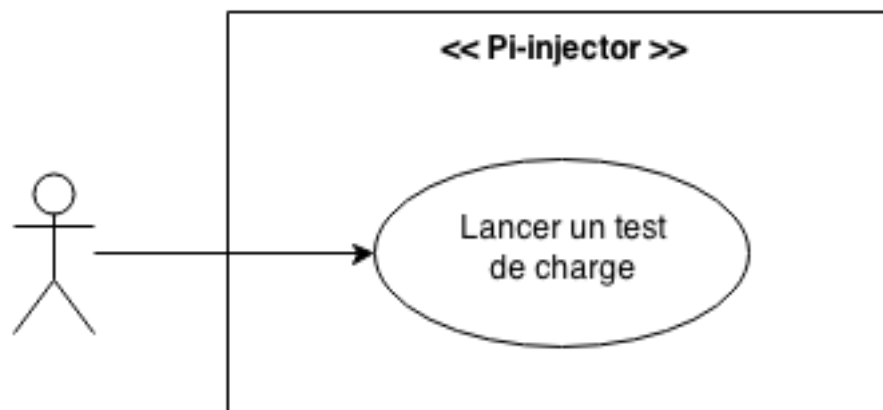 << Pi-injector >>
Lancer un test
de charge